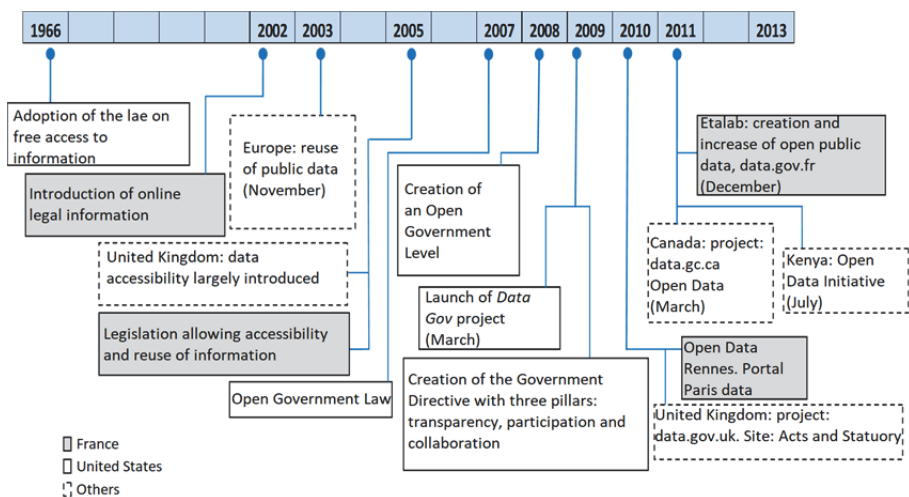 1966 2002 2003 2005 2007 2008 2009 2010 2011 2013
Adoption of the lae on
free access to
information
Introduction of online
legal information
Europe: reuse
of public data
(November)
United Kingdom: data
accessibility largely introduced
Legislation allowing accessibility
and reuse of information
Open Government Law
Creation of
an Open
Government
Level
Launch of Data
Gov project
(March)
Creation of the Government
Directive with three pillars:
transparency, participation and
collaboration
Etalab: creation and
increase of open public
data, data.gov.fr
(December)
Canada: project:
data.gc.ca
Open Data
(March)
Kenya: Open
Data Initiative
(July)
Open Data
Rennes. Portal
Paris data
United Kingdom: project:
data.gov.uk. Site: Acts and Statuory
France
United States
Others